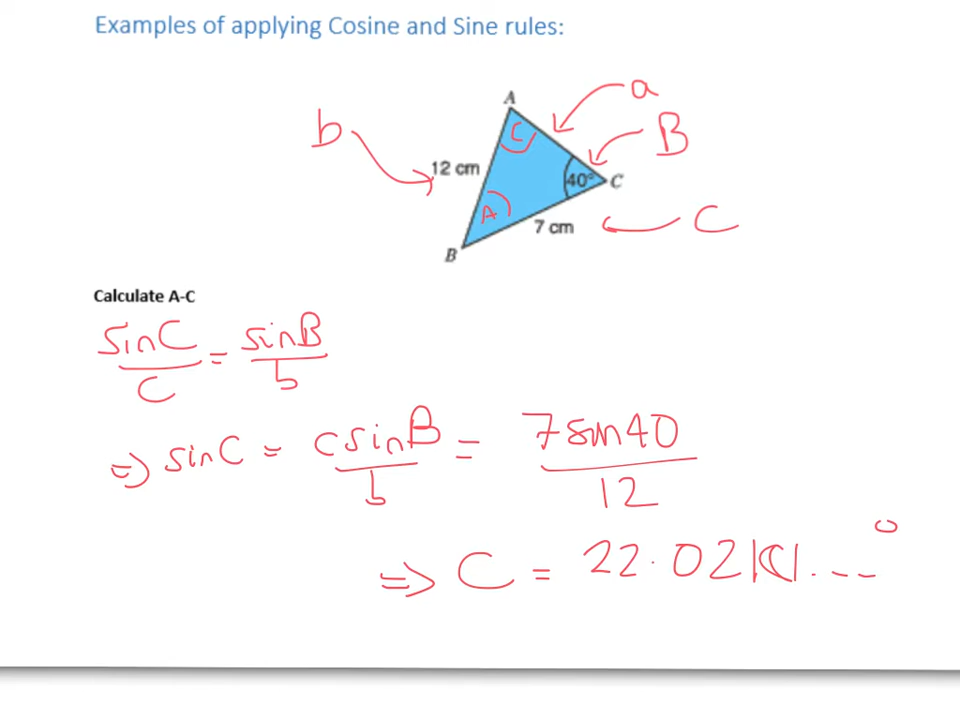 Examples of applying Cosine and Sine rules:
A
a
b
C
B
12 cm
40°
C
A
7 cm
C
B
Calculate A-C
sinC/C = sinB/b
=> sinC = csinB/b = 7sin40/12
=> C = 22.02